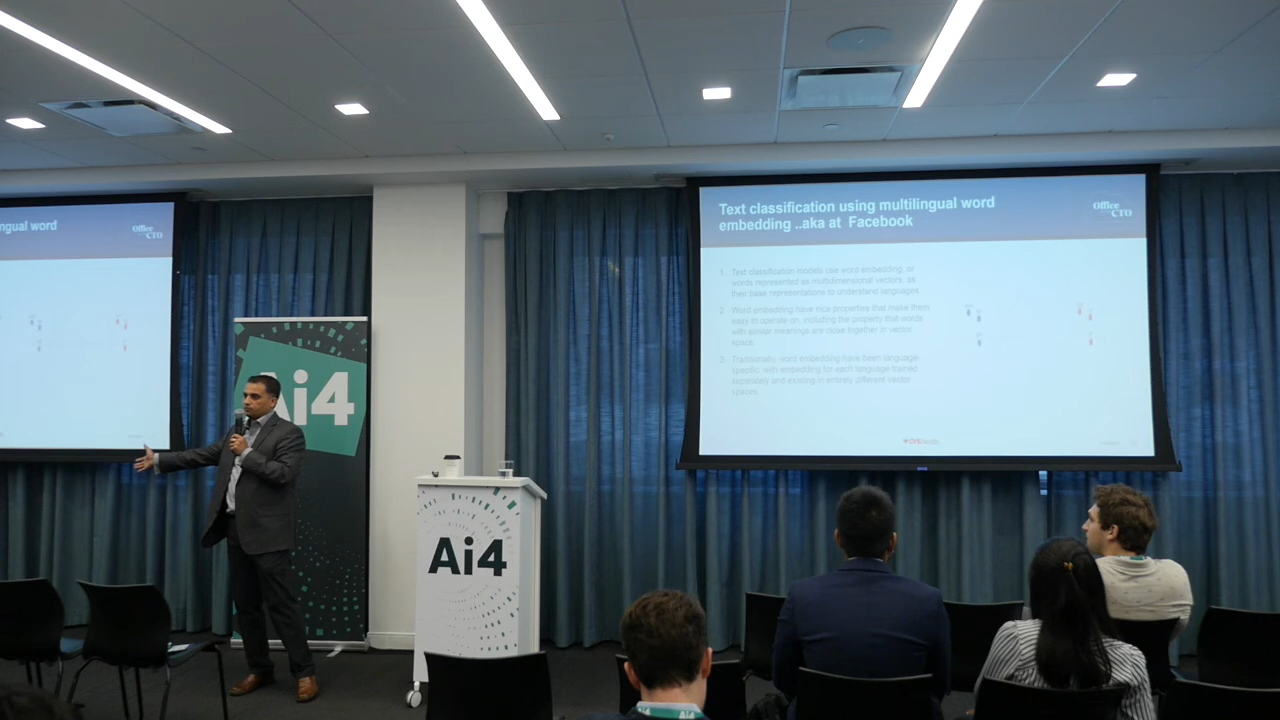 ngual word
Office
CTO
Ai4
Ai4
Text classification using multilingual word
embedding ..aka at Facebook
Office
CTO
1. Text classification models use word embedding, or
words represented as multidimensional vectors, as
their base representations to understand languages.
2. Word embedding have nice properties that make them
easy to operate on, including the property that words
with similar meanings are close together in vector
space.
3. Traditionally, word embedding have been language-
specific, with embedding for each language trained
separately and existing in entirely different vector
spaces.
CVSHealth